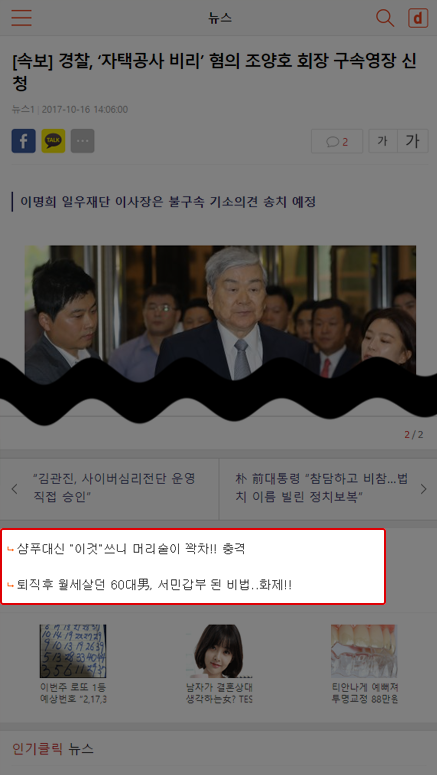 뉴스
d
[속보] 경찰, ‘자택공사 비리’ 혐의 조양호 회장 구속영장 신
청
뉴스1 | 2017-10-16 14:06:00
f TALK ··· 2 가 가
이명희 일우재단 이사장은 불구속 기소의견 송치 예정
2 / 2
“김관진, 사이버심리전단 운영
직접 승인”
朴 前대통령 “참담하고 비참…법
치 이름 빌린 정치보복”
샴푸대신 "이것"쓰니 머리숱이 꽉차!! 충격
퇴직후 월세살던 60대男, 서민갑부 된 비법..화제!!
이번주 로또 1등
예상번호 "2,17,3
남자가 결혼상대
생각하는女? TES
티안나게 예뻐져
투명교정 88만원
인기클릭 뉴스